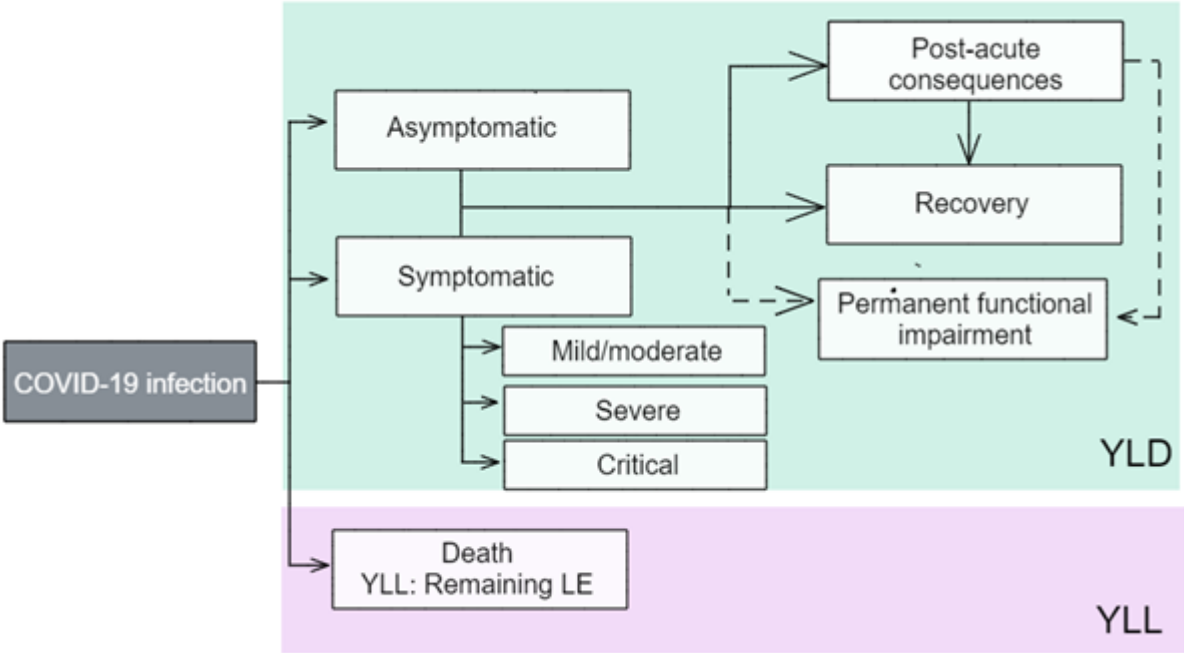 Post-acute
consequences
Asymptomatic
Recovery
Symptomatic
Permanent functional
impairment
Mild/moderate
COVID-19 infection
Severe
YLD
Critical
Death
YLL: Remaining LE
YLL